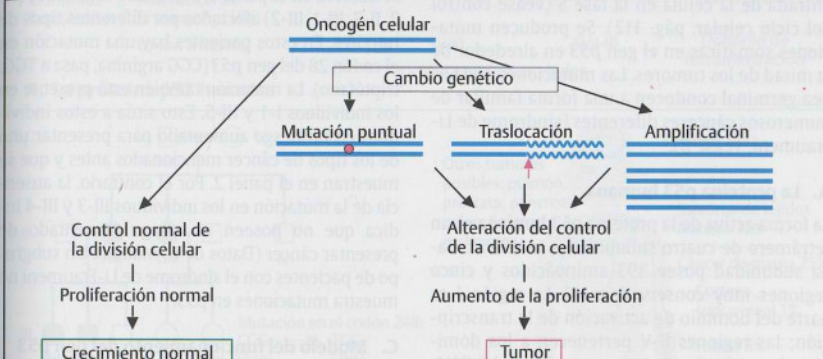 Oncogén celular
Cambio genético
Mutación puntual
Traslocación
Amplificación
Control normal de
la división celular
Alteración del control
de la división celular
Proliferación normal
Aumento de la proliferación
Crecimiento normal
Tumor